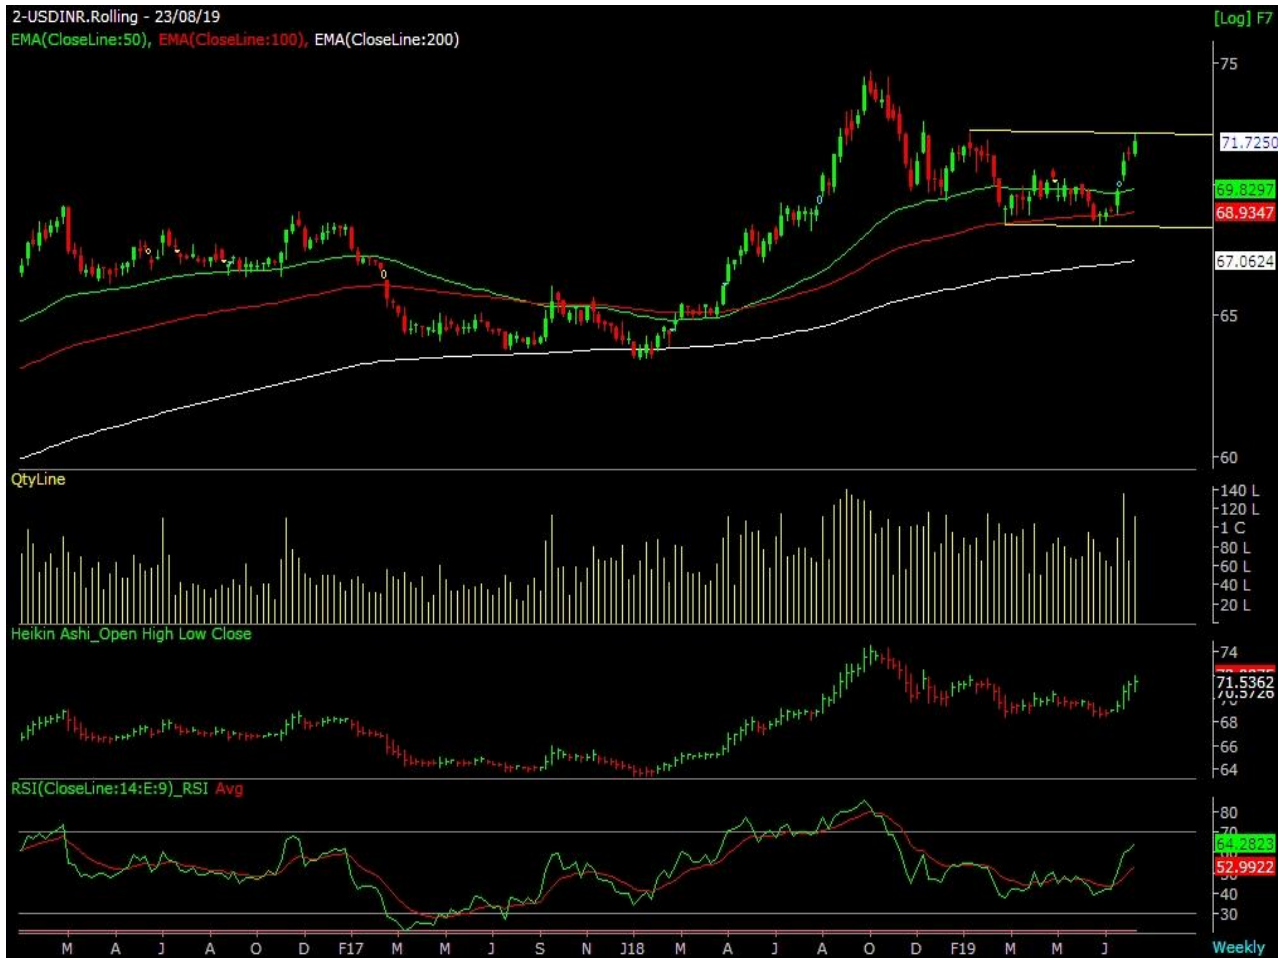 2-USDINR.Rolling - 23/08/19
[Log] F7
EMA(CloseLine:50), EMA(CloseLine:100), EMA(CloseLine:200)
75
71.7250
69.8297
68.9347
67.0624
65
60
QtyLine
140 L
120 L
1 C
80 L
60 L
40 L
20 L
Heikin Ashi_Open High Low Close
74
71.5362
70.5726
68
66
64
RSI(CloseLine:14:E:9)_RSI Avg
80
70
64.2823
52.9922
40
30
M A J A O D F17 M M J S N J18 M A J A O D F19 M M J
Weekly